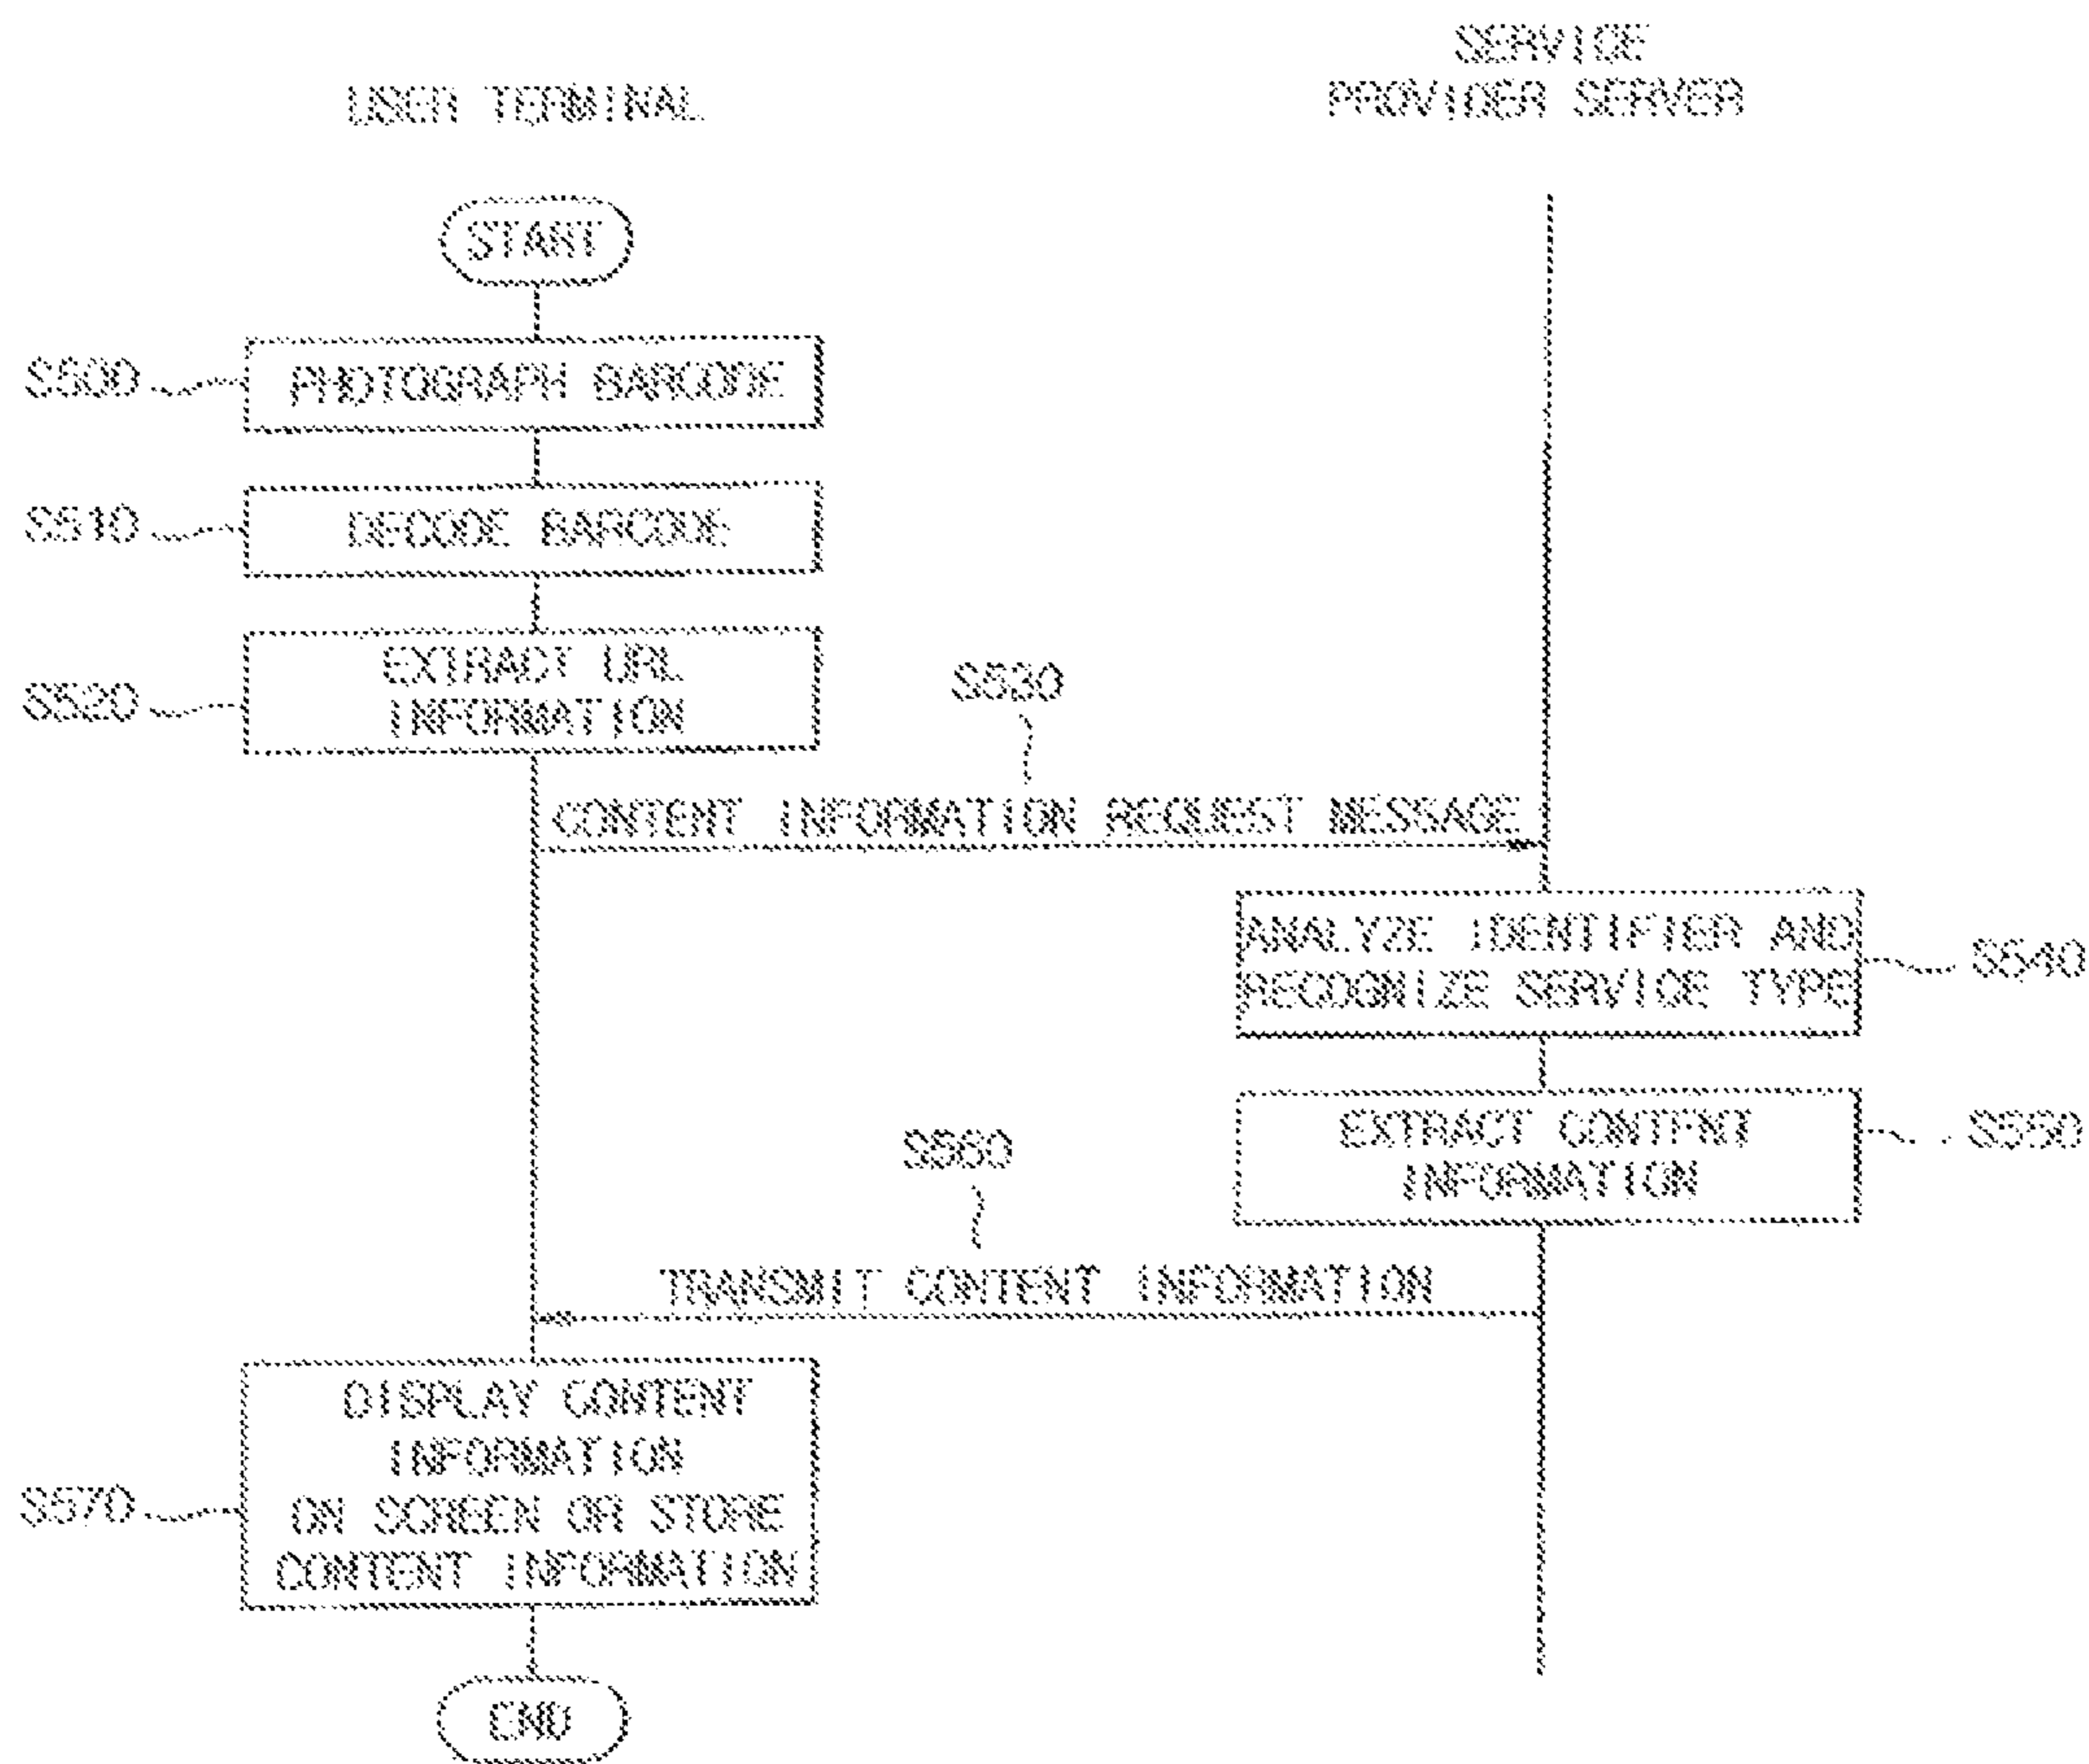 USER TERMINAL
SERVICE
PROVIDER SERVER
START
S500
PHOTOGRAPH BARCODE
S510
DECODE BARCODE
S520
EXTRACT URL
INFORMATION
S530
CONTENT INFORMATION REQUEST MESSAGE
ANALYZE IDENTIFIER AND
RECOGNIZE SERVICE TYPE
S540
EXTRACT CONTENT
INFORMATION
S550
S560
TRANSMIT CONTENT INFORMATION
S570
DISPLAY CONTENT
INFORMATION
ON SCREEN OR STORE
CONTENT INFORMATION
END